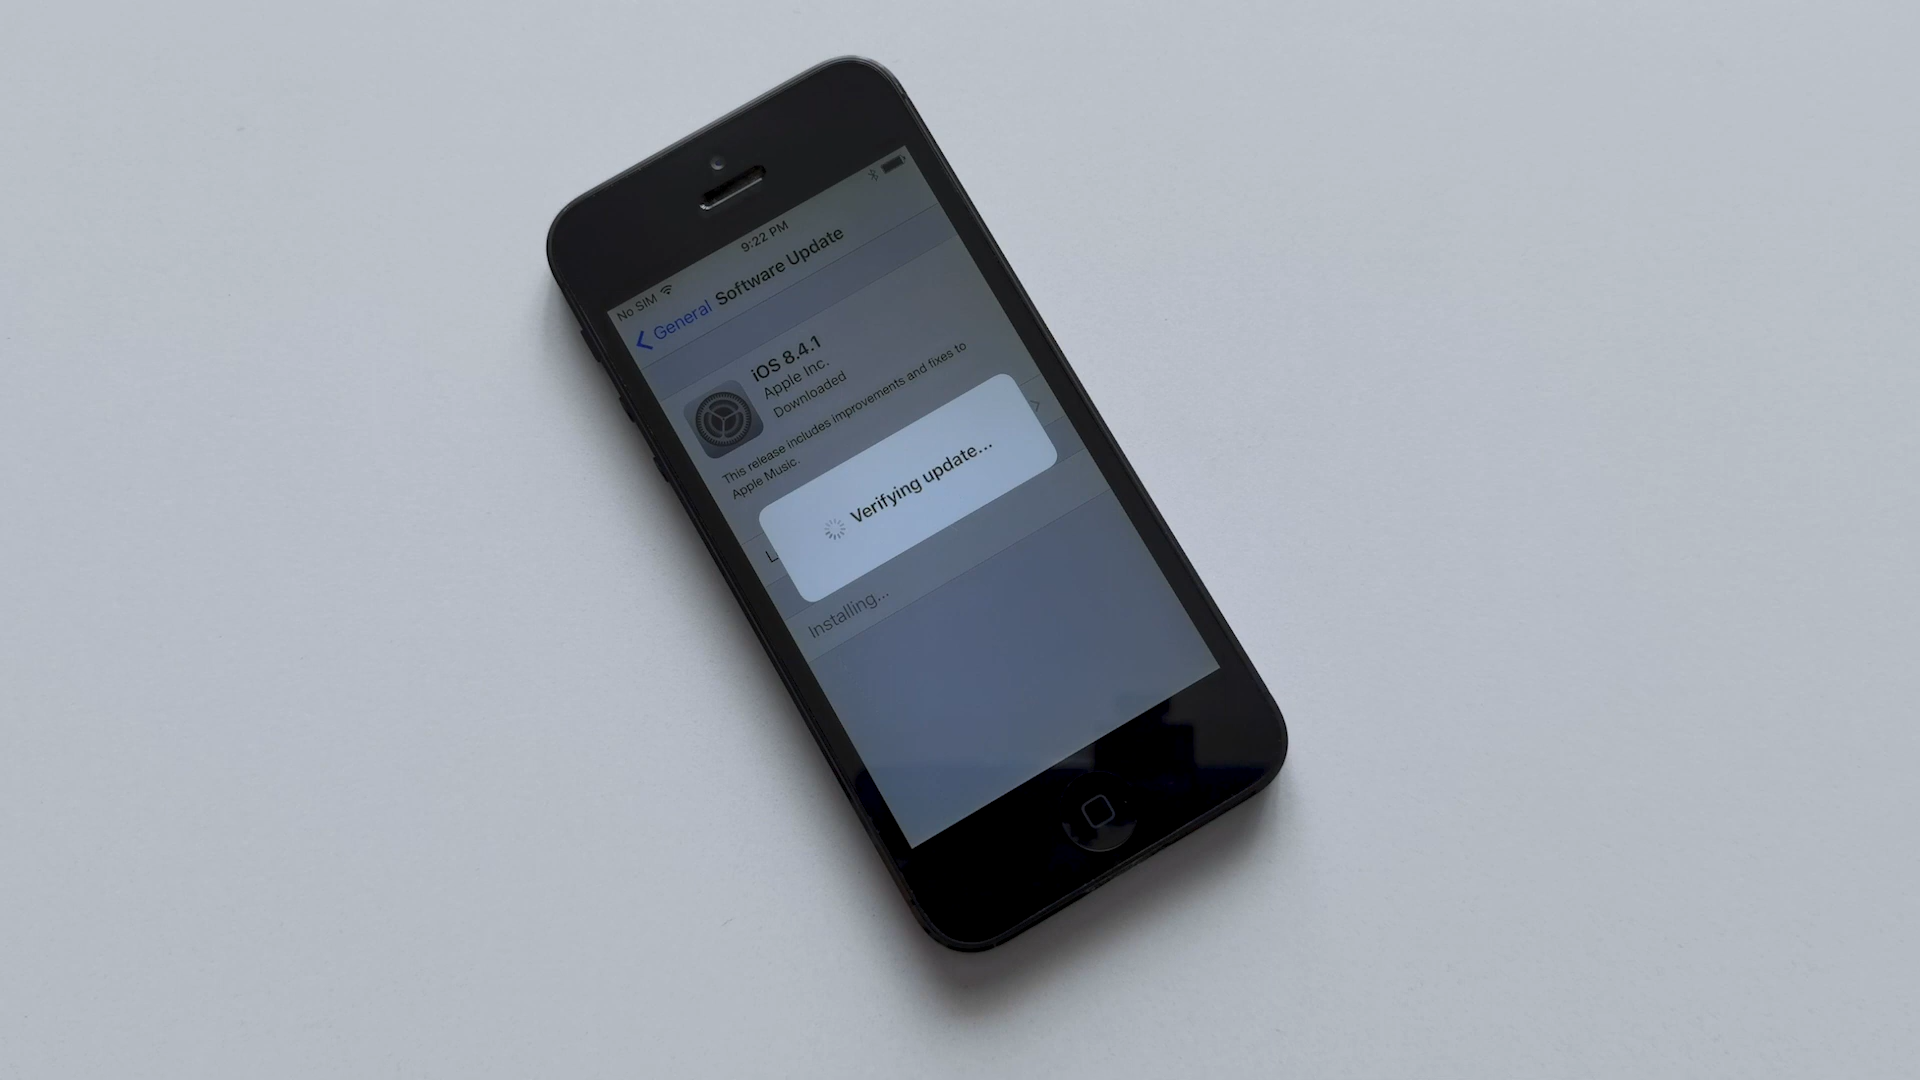 No SIM 9:22 PM
General Software Update
iOS 8.4.1
Apple Inc.
Downloaded
This release includes improvements and fixes to
Apple Music.
Verifying update...
L
Installing...